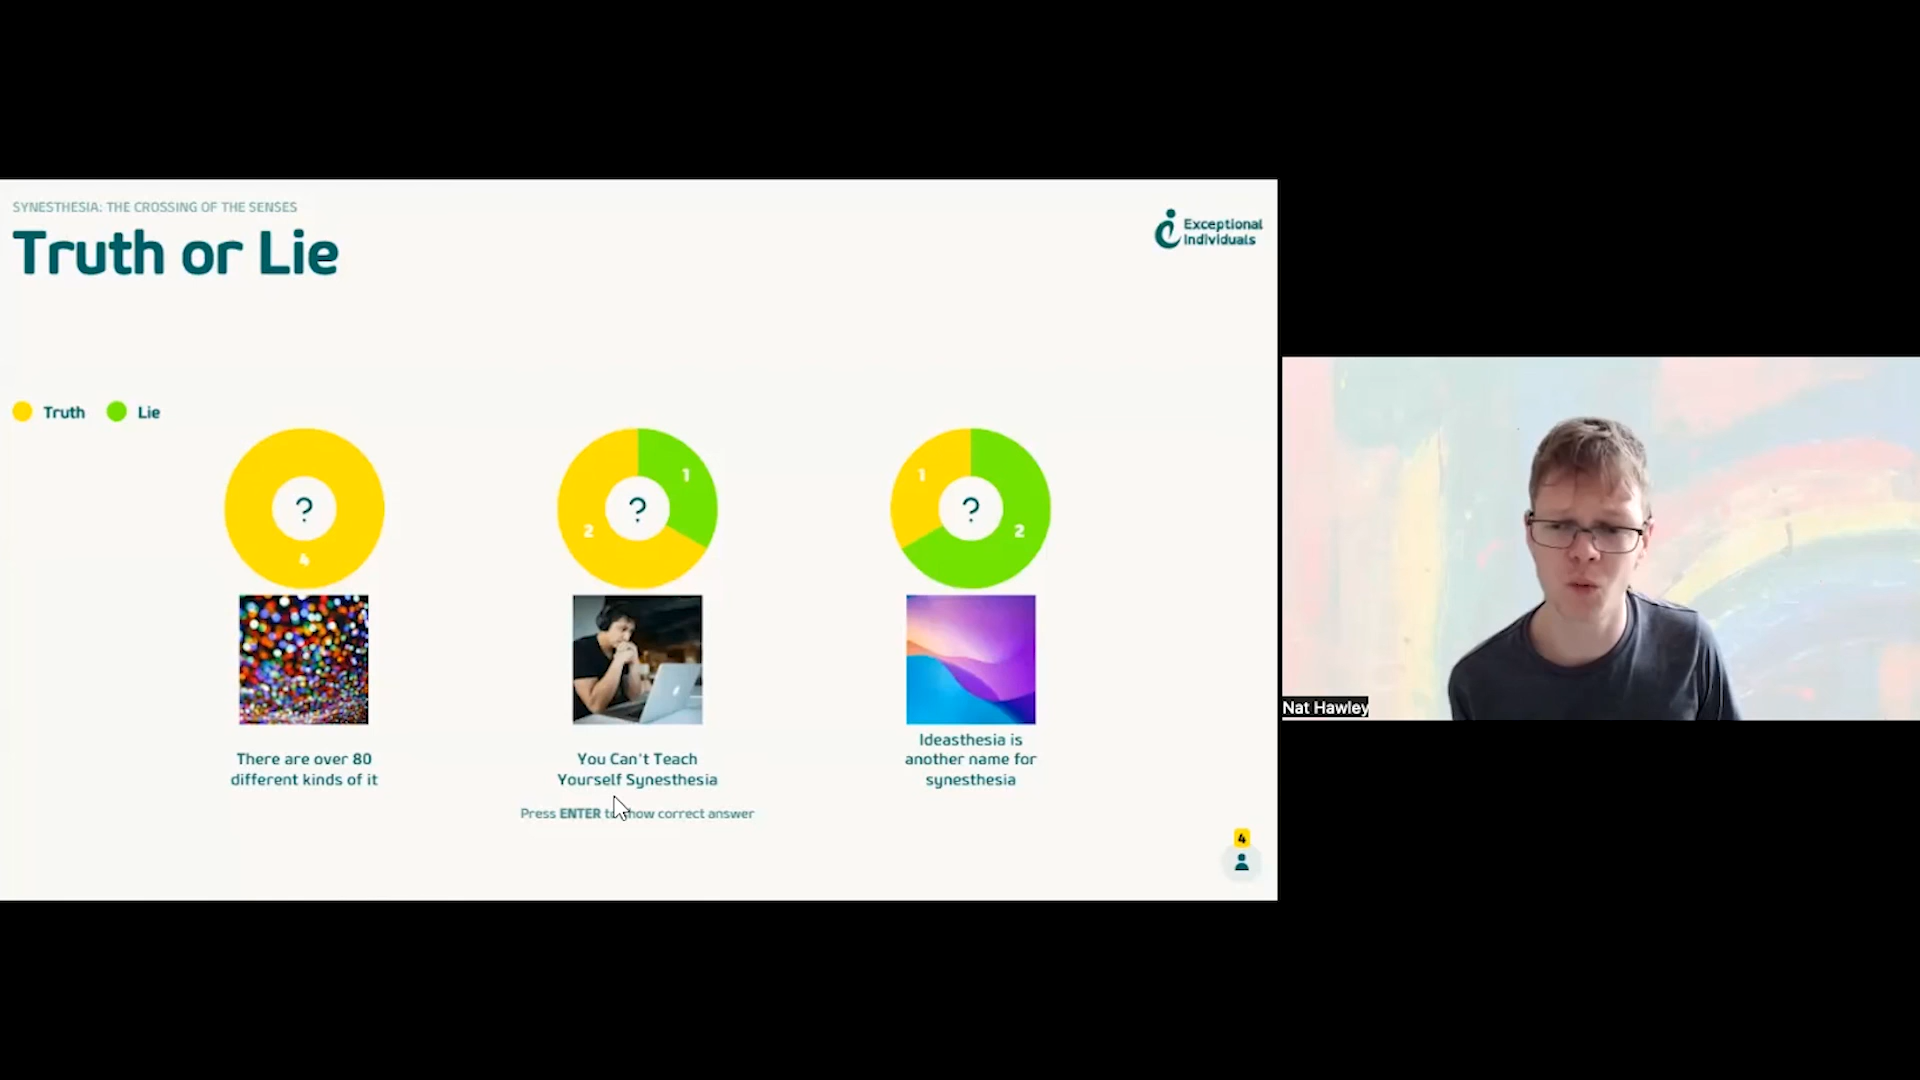 SYNESTHESIA: THE CROSSING OF THE SENSES
Truth or Lie
Exceptional
Individuals
Truth
Lie
?
4
1
?
2
1
?
2
There are over 80
different kinds of it
You Can't Teach
Yourself Synesthesia
Ideasthesia is
another name for
synesthesia
Press ENTER to show correct answer
4
Nat Hawley